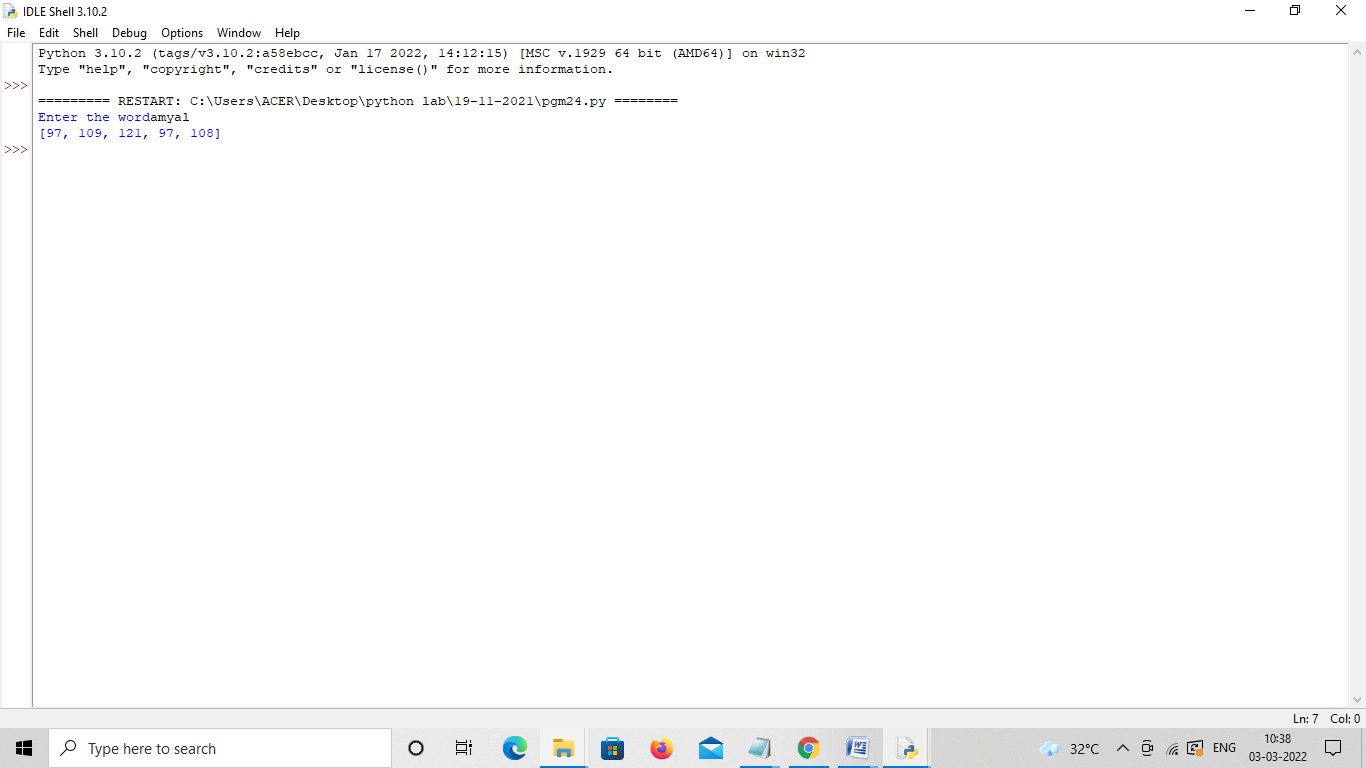 IDLE Shell 3.10.2
File Edit Shell Debug Options Window Help
Python 3.10.2 (tags/v3.10.2:a58ebcc, Jan 17 2022, 14:12:15) [MSC v.1929 64 bit (AMD64)] on win32
Type "help", "copyright", "credits" or "license()" for more information.
>>>
========= RESTART: C:\Users\ACER\Desktop\python lab\19-11-2021\pgm24.py ========
Enter the wordamyal
[97, 109, 121, 97, 108]
>>>
Ln: 7 Col: 0
Type here to search
32°C ENG
10:38
03-03-2022